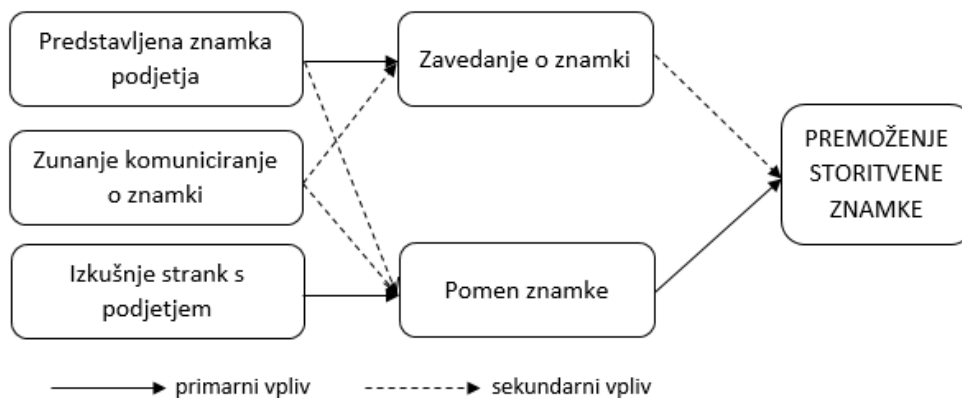 Predstavljena znamka
podjetja
Zavedanje o znamki
Zunanje komuniciranje
o znamki
PREMOŽENJE
STORITVENE
ZNAMKE
Izkušnje strank s
podjetjem
Pomen znamke
primarni vpliv
sekundarni vpliv